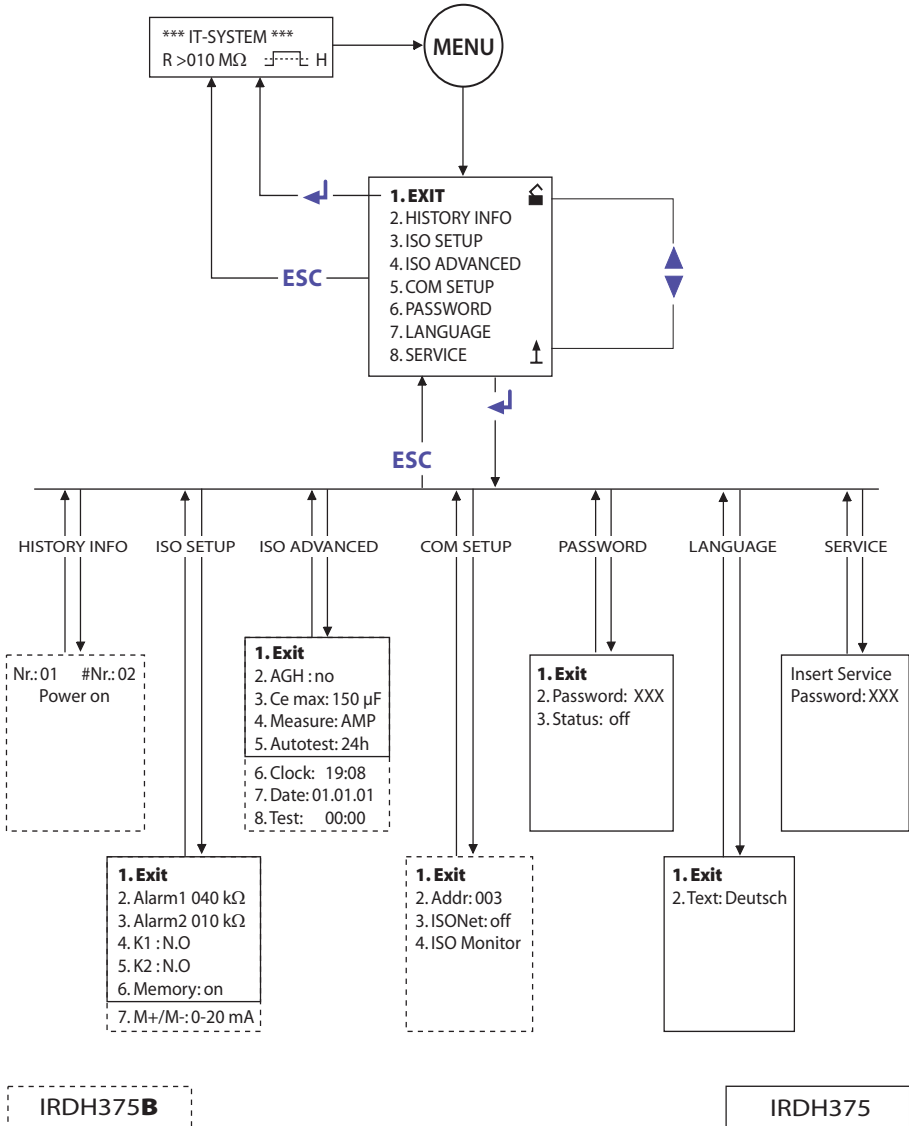 *** IT-SYSTEM ***
R >010 MΩ H
MENU
1. EXIT
2. HISTORY INFO
3. ISO SETUP
4. ISO ADVANCED
5. COM SETUP
6. PASSWORD
7. LANGUAGE
8. SERVICE
ESC
ESC
HISTORY INFO
ISO SETUP
ISO ADVANCED
COM SETUP
PASSWORD
LANGUAGE
SERVICE
Nr.: 01 #Nr.: 02
Power on
1. Exit
2. AGH : no
3. Ce max: 150 µF
4. Measure: AMP
5. Autotest: 24h
6. Clock: 19:08
7. Date: 01.01.01
8. Test: 00:00
1. Exit
2. Password: XXX
3. Status: off
Insert Service
Password: XXX
1. Exit
2. Alarm1 040 kΩ
3. Alarm2 010 kΩ
4. K1 : N.O
5. K2 : N.O
6. Memory: on
7. M+/M-: 0-20 mA
1. Exit
2. Addr: 003
3. ISONet: off
4. ISO Monitor
1. Exit
2. Text: Deutsch
IRDH375B
IRDH375